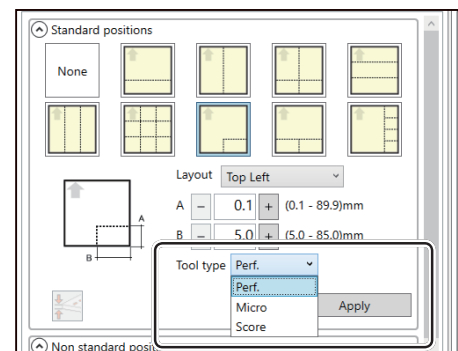 Standard positions
None
Layout Top Left
A – 0.1 + (0.1 - 89.9)mm
A
B – 5.0 + (5.0 - 85.0)mm
B
Tool type Perf.
Perf.
Micro Apply
Score
Non standard positi